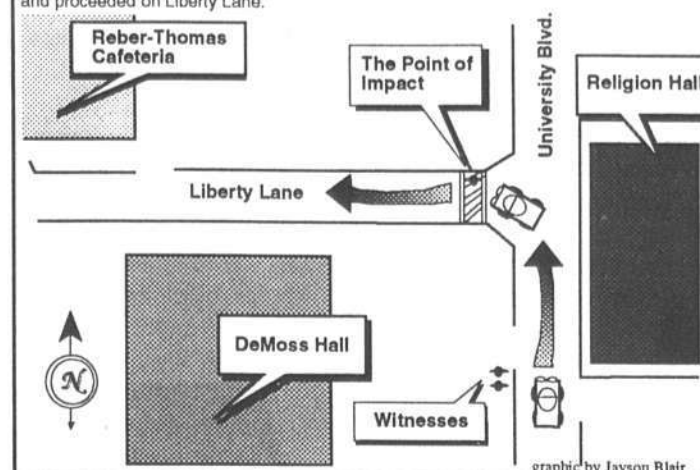 and proceeded on Liberty Lane.
Reber-Thomas
Cafeteria
The Point of
Impact
University Blvd.
Religion Hall
Liberty Lane
DeMoss Hall
N
Witnesses
graphic by Jayson Blair